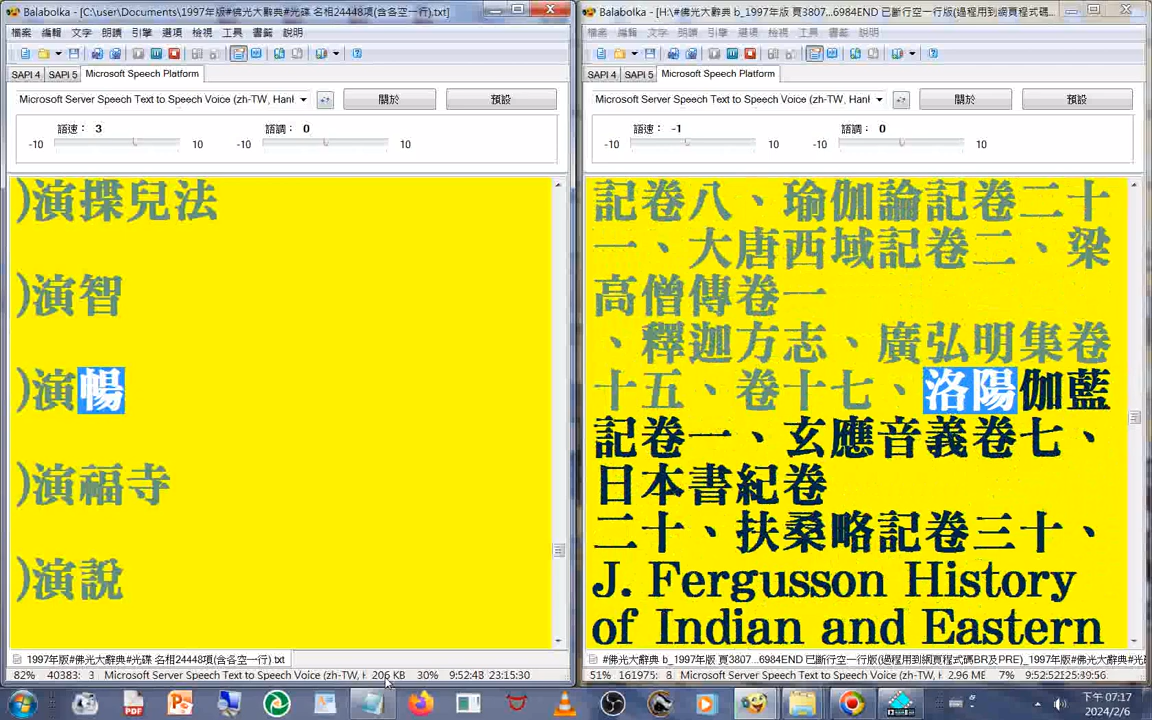 Balabolka - [C:\user\Documents\1997年版#佛光大辭典#光碟 名相24448項(含各空一行).txt]
檔案 編輯 文字 朗讀 引擎 選項 檢視 工具 書籤 說明
SAPI 4 SAPI 5 Microsoft Speech Platform
Microsoft Server Speech Text to Speech Voice (zh-TW, Hanl
關於
預設
語速： 3
語調： 0
-10 10 -10 10
)演揲兒法
)演智
)演暢
)演福寺
)演說
1997年版#佛光大辭典#光碟 名相24448項(含各空一行).txt
82% 40383: 3 Microsoft Server Speech Text to Speech Voice (zh-TW, H 206 KB 30% 9:52:48 23:15:30
Balabolka - [H:\#佛光大辭典 b_1997年版 頁3807...6984END 已斷行空一行版(過程用到網頁程式碼...
檔案 編輯 文字 朗讀 引擎 選項 檢視 工具 書籤 說明
SAPI 4 SAPI 5 Microsoft Speech Platform
Microsoft Server Speech Text to Speech Voice (zh-TW, Hanl
關於
預設
語速： -1
語調： 0
-10 10 -10 10
記卷八、瑜伽論記卷二十
一、大唐西域記卷二、梁
高僧傳卷一
、釋迦方志、廣弘明集卷
十五、卷十七、洛陽伽藍
記卷一、玄應音義卷七、
日本書紀卷
二十、扶桑略記卷三十、
J. Fergusson History
of Indian and Eastern
#佛光大辭典 b_1997年版 頁3807...6984END 已斷行空一行版(過程用到網頁程式碼BR及PRE)_1997年版#光
51% 161975: 8 Microsoft Server Speech Text to Speech Voice (zh-TW, H 2.96 MB 7%
下午 07:17
2024/2/6